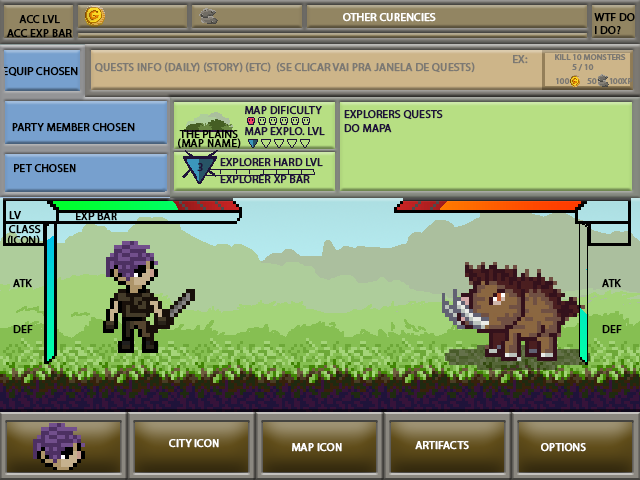 ACC LVL
ACC EXP BAR
OTHER CURENCIES
WTF DO
I DO?
EQUIP CHOSEN
QUESTS INFO (DAILY) (STORY) (ETC) (SE CLICAR VAI PRA JANELA DE QUESTS)
EX:
KILL 10 MONSTERS
5 / 10
100 50 100XP
PARTY MEMBER CHOSEN
PET CHOSEN
THE PLAINS
(MAP NAME)
MAP DIFICULTY
MAP EXPLO. LVL
3
EXPLORER HARD LVL
EXPLORER XP BAR
EXPLORERS QUESTS
DO MAPA
LV
EXP BAR
CLASS
(ICON)
ATK
DEF
ATK
DEF
CITY ICON
MAP ICON
ARTIFACTS
OPTIONS